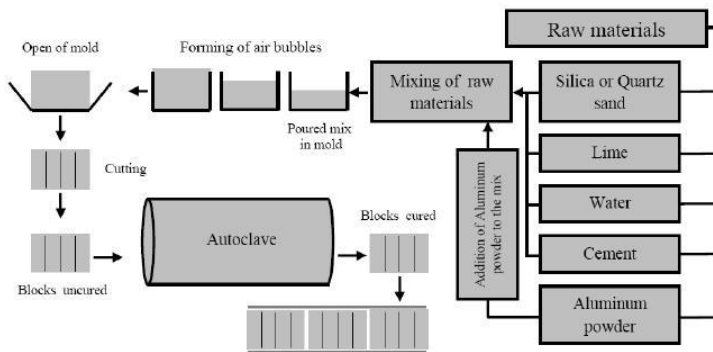 Raw materials
Open of mold
Forming of air bubbles
Mixing of raw
materials
Silica or Quartz
sand
Poured mix
in mold
Lime
Cutting
Addition of Aluminum
powder to the mix
Water
Blocks cured
Autoclave
Cement
Blocks uncured
Aluminum
powder